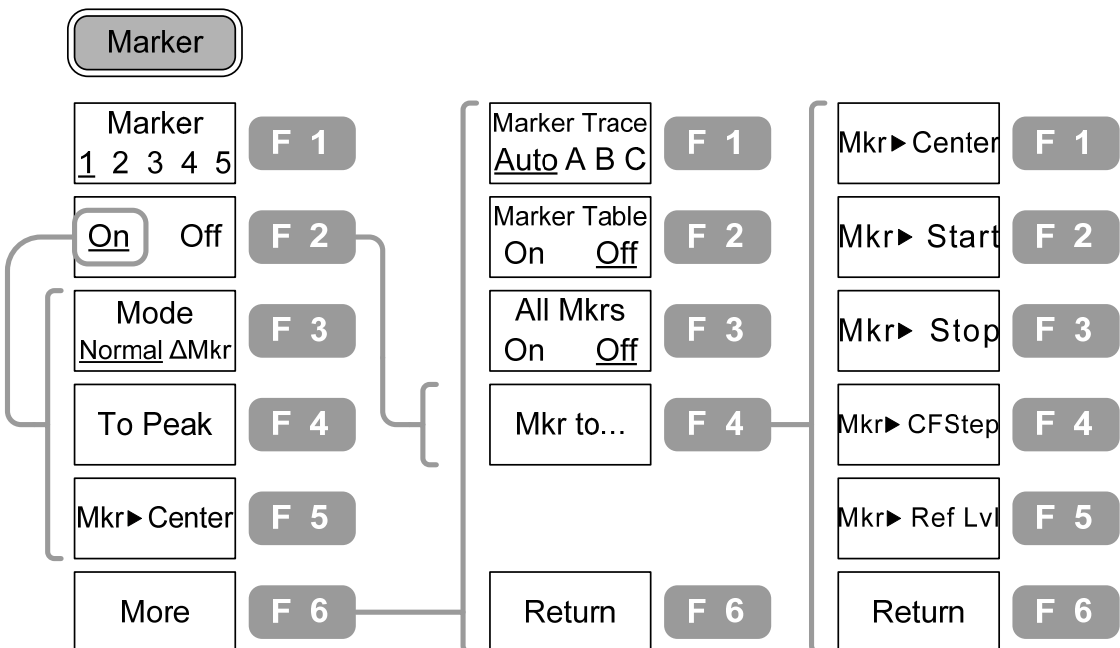 Marker
Marker
1 2 3 4 5
F 1
On Off
F 2
Mode
Normal ΔMkr
F 3
To Peak
F 4
Mkr▶Center
F 5
More
F 6
Marker Trace
Auto A B C
F 1
Marker Table
On Off
F 2
All Mkrs
On Off
F 3
Mkr to...
F 4
Return
F 6
Mkr▶Center
F 1
Mkr▶ Start
F 2
Mkr▶ Stop
F 3
Mkr▶ CFStep
F 4
Mkr▶ Ref Lvl
F 5
Return
F 6